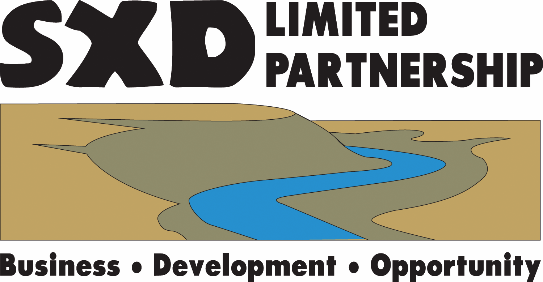 SXD LIMITED
PARTNERSHIP
Business • Development • Opportunity